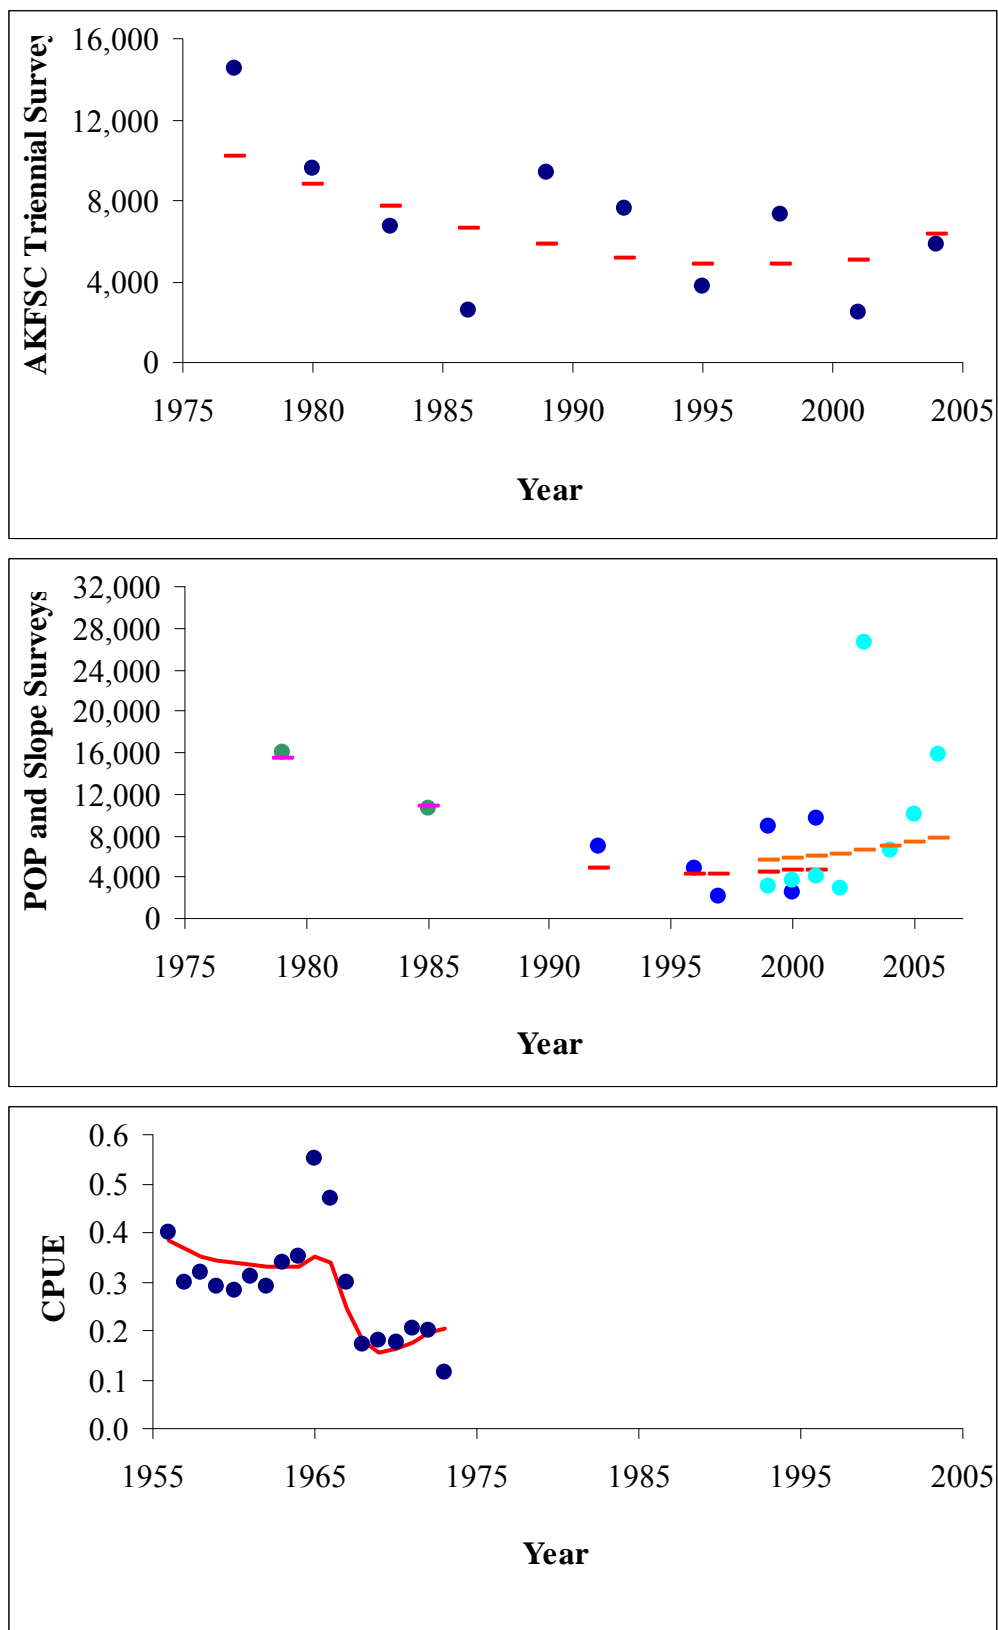 AKFSC Triennial Survey
16,000
12,000
8,000
4,000
0
1975 1980 1985 1990 1995 2000 2005
Year
POP and Slope Surveys
32,000
28,000
24,000
20,000
16,000
12,000
8,000
4,000
0
1975 1980 1985 1990 1995 2000 2005
Year
CPUE
0.6
0.5
0.4
0.3
0.2
0.1
0.0
1955 1965 1975 1985 1995 2005
Year